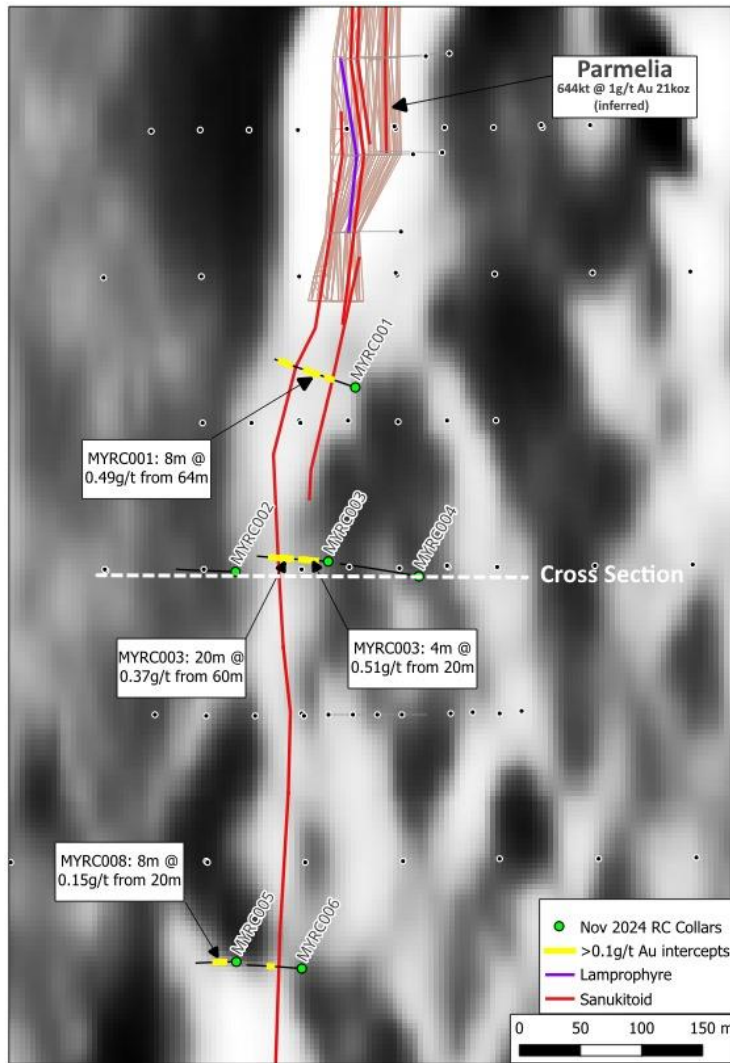 Parmelia
644kt @ 1g/t Au 21koz
(inferred)
MYRC001
MYRC001: 8m @
0.49g/t from 64m
MYRC002
MYRC003
MYRC004
Cross Section
MYRC003: 20m @
0.37g/t from 60m
MYRC003: 4m @
0.51g/t from 20m
MYRC008: 8m @
0.15g/t from 20m
MYRC005
MYRC006
Nov 2024 RC Collars
>0.1g/t Au intercepts
Lamprophyre
Sanukitoid
0 50 100 150 m